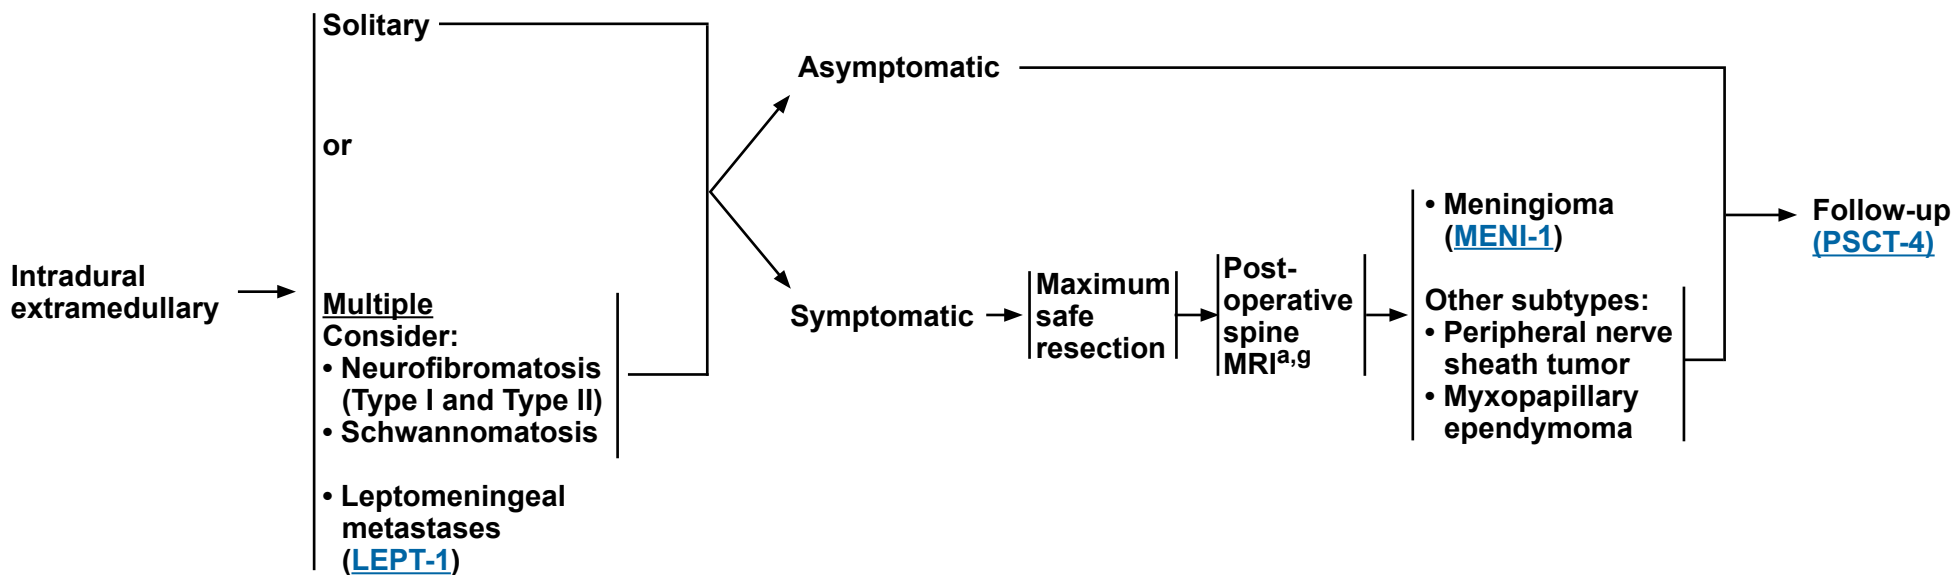 Intradural
extramedullary
Solitary
or
Multiple
Consider:
• Neurofibromatosis
(Type I and Type II)
• Schwannomatosis
• Leptomeningeal
metastases
(LEPT-1)
Asymptomatic
Symptomatic
Maximum
safe
resection
Post-
operative
spine
MRIa,g
• Meningioma
(MENI-1)
Other subtypes:
• Peripheral nerve
sheath tumor
• Myxopapillary
ependymoma
Follow-up
(PSCT-4)